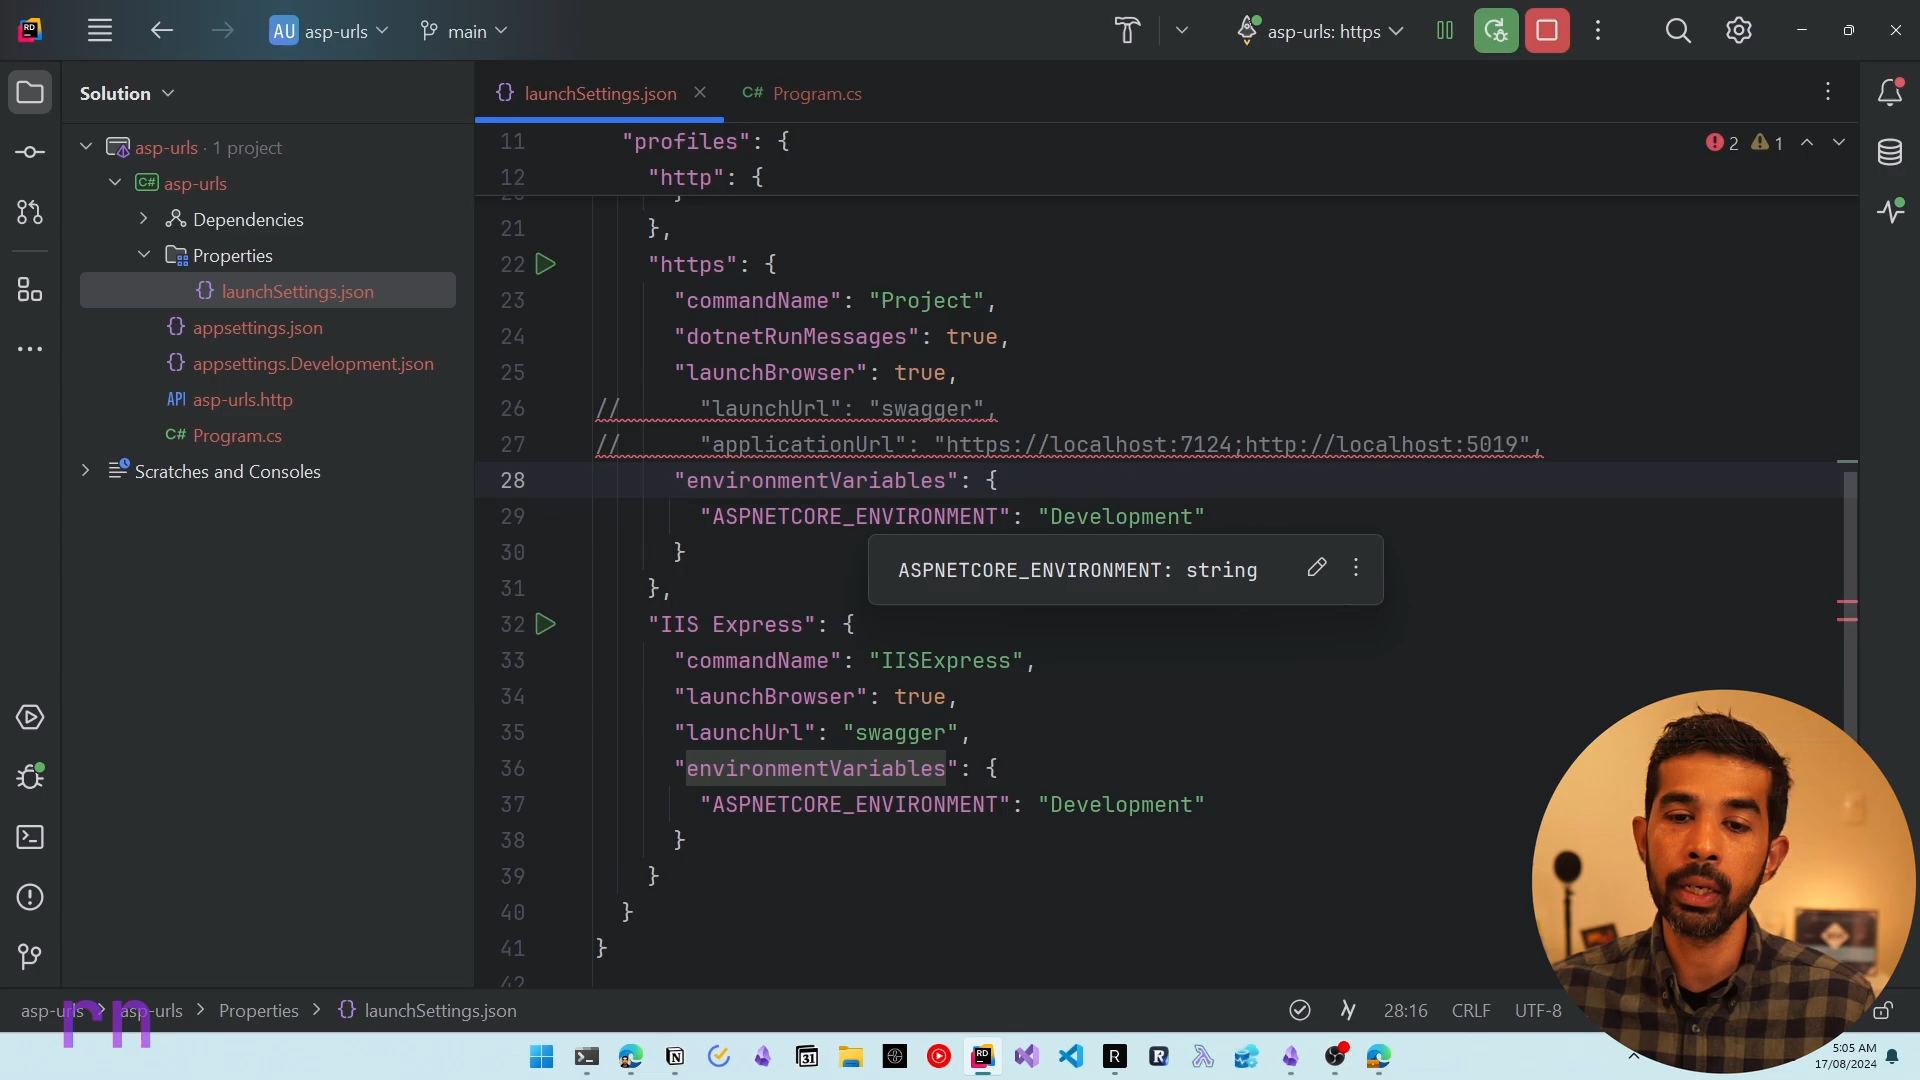 RD
AU asp-urls
main
asp-urls: https
Solution
launchSettings.json
C# Program.cs
asp-urls · 1 project
C# asp-urls
Dependencies
Properties
launchSettings.json
appsettings.json
appsettings.Development.json
API asp-urls.http
C# Program.cs
Scratches and Consoles
2 1
11 "profiles": {
12 "http": {
21 },
22 "https": {
23 "commandName": "Project",
24 "dotnetRunMessages": true,
25 "launchBrowser": true,
26 // "launchUrl": "swagger",
27 // "applicationUrl": "https://localhost:7124;http://localhost:5019",
28 "environmentVariables": {
29 "ASPNETCORE_ENVIRONMENT": "Development"
30 }
ASPNETCORE_ENVIRONMENT: string
31 },
32 "IIS Express": {
33 "commandName": "IISExpress",
34 "launchBrowser": true,
35 "launchUrl": "swagger",
36 "environmentVariables": {
37 "ASPNETCORE_ENVIRONMENT": "Development"
38 }
39 }
40 }
41 }
asp-urls > asp-urls > Properties > launchSettings.json
rn
28:16 CRLF UTF-8
31
RD
R
R
5:05 AM
17/08/2024